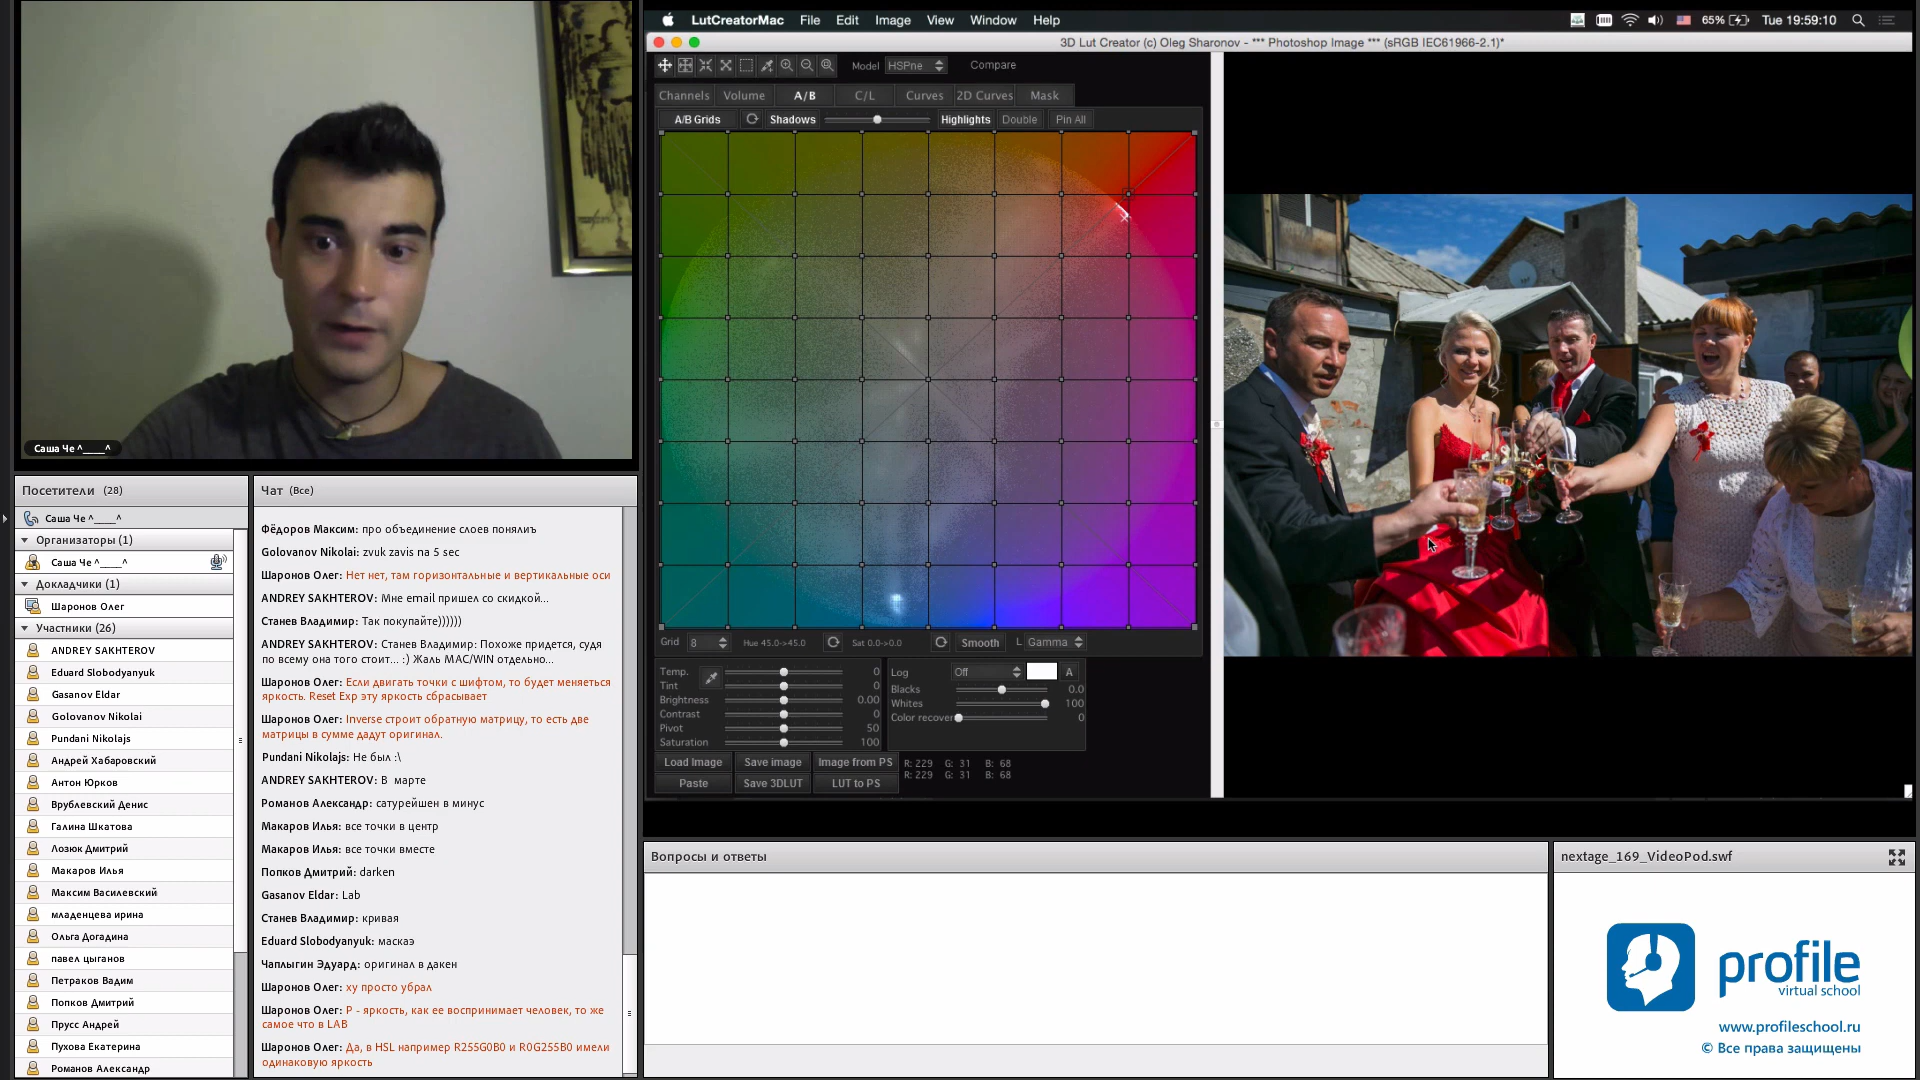 LutCreatorMac File Edit Image View Window Help
65% Tue 19:59:10
3D Lut Creator (c) Oleg Sharonov - *** Photoshop Image *** (sRGB IEC61966-2.1)*
Model HSPne Compare
Channels Volume A/B C/L Curves 2D Curves Mask
A/B Grids Shadows Highlights Double Pin All
Grid 8 Hue 45.0->45.0 Sat 0.0->0.0 Smooth L Gamma
Temp. 0
Tint 0
Brightness 0.00
Contrast 0
Pivot 50
Saturation 100
Log Off A
Blacks 0.0
Whites 100
Color recover 0
Load Image Save image Image from PS
Paste Save 3DLUT LUT to PS
R: 229 G: 31 B: 68
R: 229 G: 31 B: 68
Саша Че ^____^
Посетители (28)
Саша Че ^____^
Организаторы (1)
Саша Че ^____^
Докладчики (1)
Шаронов Олег
Участники (26)
ANDREY SAKHTEROV
Eduard Slobodyanyuk
Gasanov Eldar
Golovanov Nikolai
Pundani Nikolajs
Андрей Хабаровский
Антон Юрков
Врублевский Денис
Галина Шкатова
Лозюк Дмитрий
Макаров Илья
Максим Василевский
младенцева ирина
Ольга Догадина
павел цыганов
Петраков Вадим
Попков Дмитрий
Прусс Андрей
Пухова Екатерина
Романов Александр
Чат (Все)
Фёдоров Максим: про объединение слоев понялиъ
Golovanov Nikolai: zvuk zavis na 5 sec
Шаронов Олег: Нет нет, там горизонтальные и вертикальные оси
ANDREY SAKHTEROV: Мне email пришел со скидкой...
Станев Владимир: Так покупайте))))))
ANDREY SAKHTEROV: Станев Владимир: Похоже придется, судя
по всему она того стоит... :) Жаль MAC/WIN отдельно...
Шаронов Олег: Если двигать точки с шифтом, то будет меняеться
яркость. Reset Exp эту яркость сбрасывает
Шаронов Олег: Inverse строит обратную матрицу, то есть две
матрицы в сумме дадут оригинал.
Pundani Nikolajs: Не был :\
ANDREY SAKHTEROV: В марте
Романов Александр: сатурейшен в минус
Макаров Илья: все точки в центр
Макаров Илья: все точки вместе
Попков Дмитрий: darken
Gasanov Eldar: Lab
Станев Владимир: кривая
Eduard Slobodyanyuk: маскаэ
Чаплыгин Эдуард: оригинал в дакен
Шаронов Олег: ху просто убрал
Шаронов Олег: P - яркость, как ее воспринимает человек, то же
самое что в LAB
Шаронов Олег: Да, в HSL например R255G0B0 и R0G255B0 имели
одинаковую яркость
Вопросы и ответы
nextage_169_VideoPod.swf
profile
virtual school
www.profileschool.ru
© Все права защищены